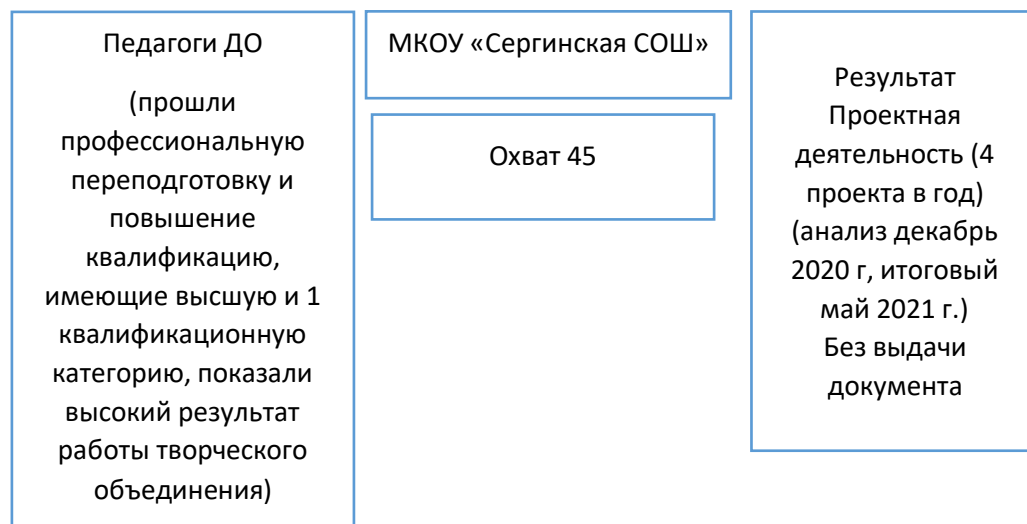 Педагоги ДО
(прошли
профессиональную
переподготовку и
повышение
квалификацию,
имеющие высшую и 1
квалификационную
категорию, показали
высокий результат
работы творческого
объединения)
МКОУ «Сергинская СОШ»
Охват 45
Результат
Проектная
деятельность (4
проекта в год)
(анализ декабрь
2020 г, итоговый
май 2021 г.)
Без выдачи
документа